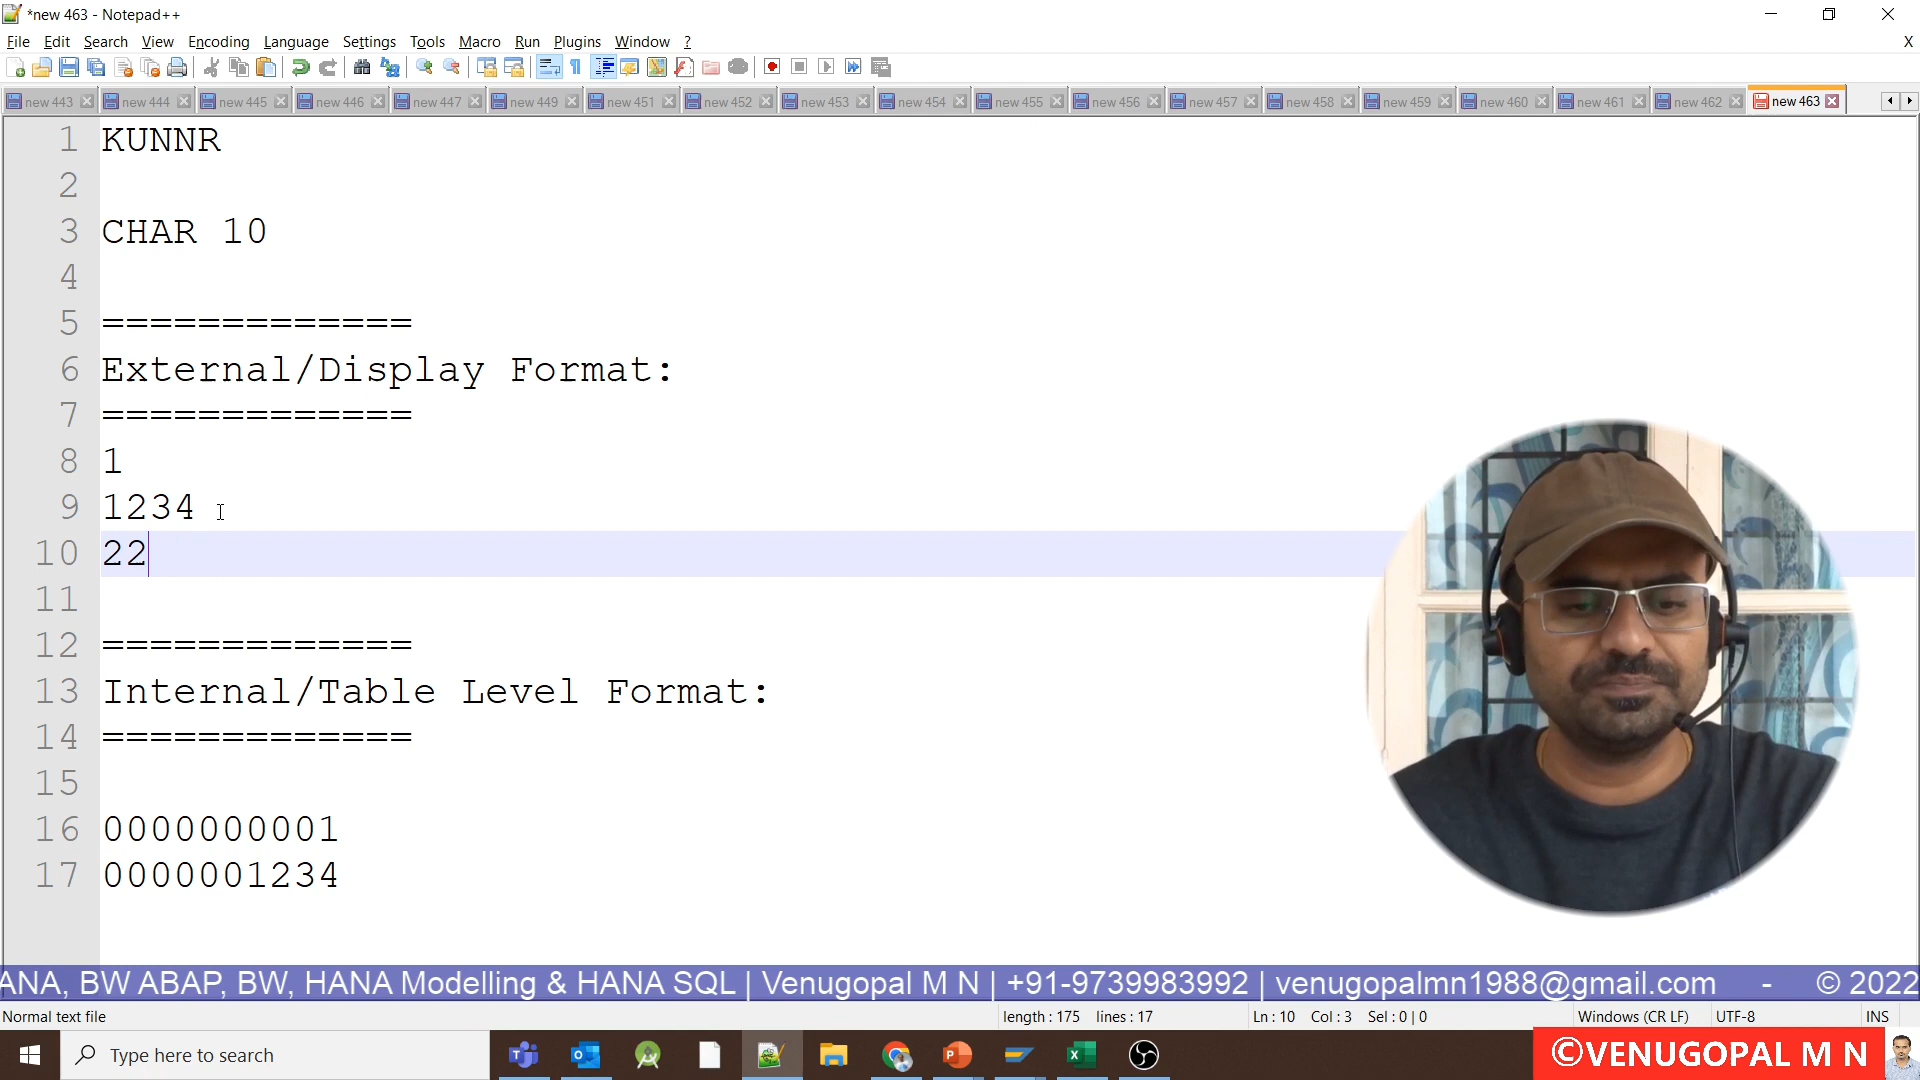 *new 463 - Notepad++
File Edit Search View Encoding Language Settings Tools Macro Run Plugins Window ? X
new 443 new 444 new 445 new 446 new 447 new 449 new 451 new 452 new 453 new 454 new 455 new 456 new 457 new 458 new 459 new 460 new 461 new 462 new 463
1 KUNNR
2
3 CHAR 10
4
5 =============
6 External/Display Format:
7 =============
8 1
9 1234
10 22
11
12 =============
13 Internal/Table Level Format:
14 =============
15
16 0000000001
17 0000001234
ANA, BW ABAP, BW, HANA Modelling & HANA SQL | Venugopal M N | +91-9739983992 | venugopalmn1988@gmail.com - © 2022
Normal text file length : 175 lines : 17 Ln : 10 Col : 3 Sel : 0 | 0 Windows (CR LF) UTF-8 INS
Type here to search
©VENUGOPAL M N